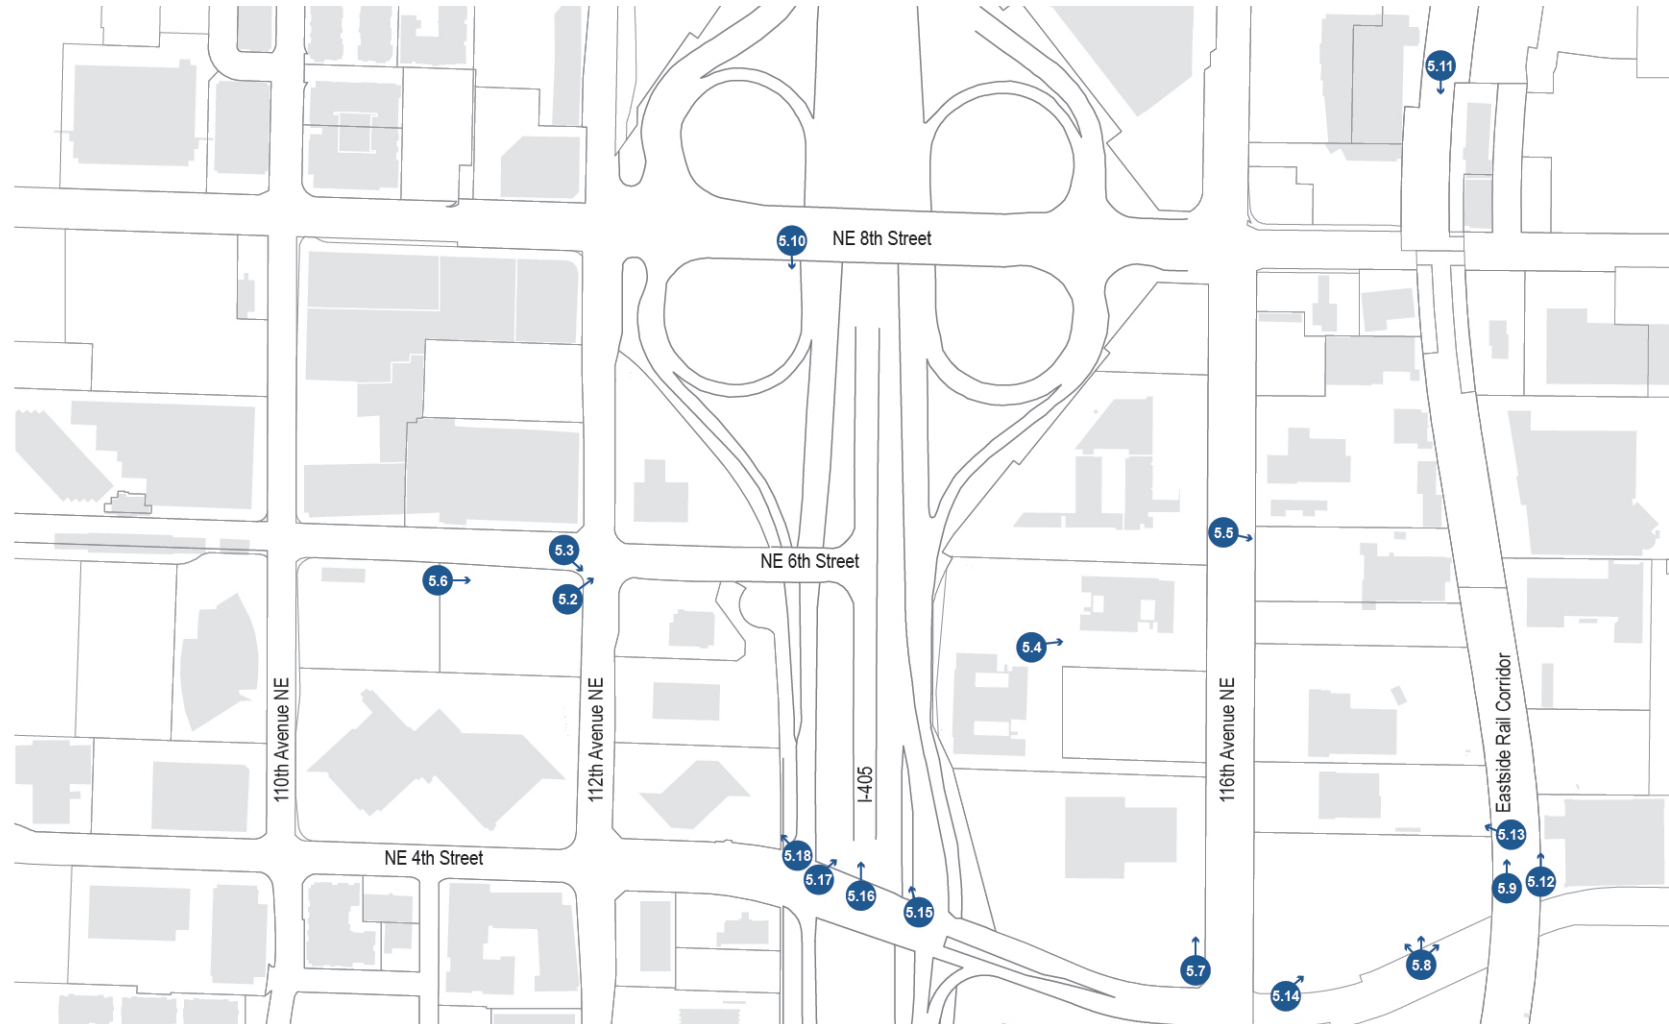 5.11
5.10
NE 8th Street
5.5
5.3
NE 6th Street
5.6
5.2
5.4
110th Avenue NE
112th Avenue NE
I-405
116th Avenue NE
Eastside Rail Corridor
5.13
NE 4th Street
5.18
5.17
5.16
5.15
5.9
5.12
5.7
5.8
5.14